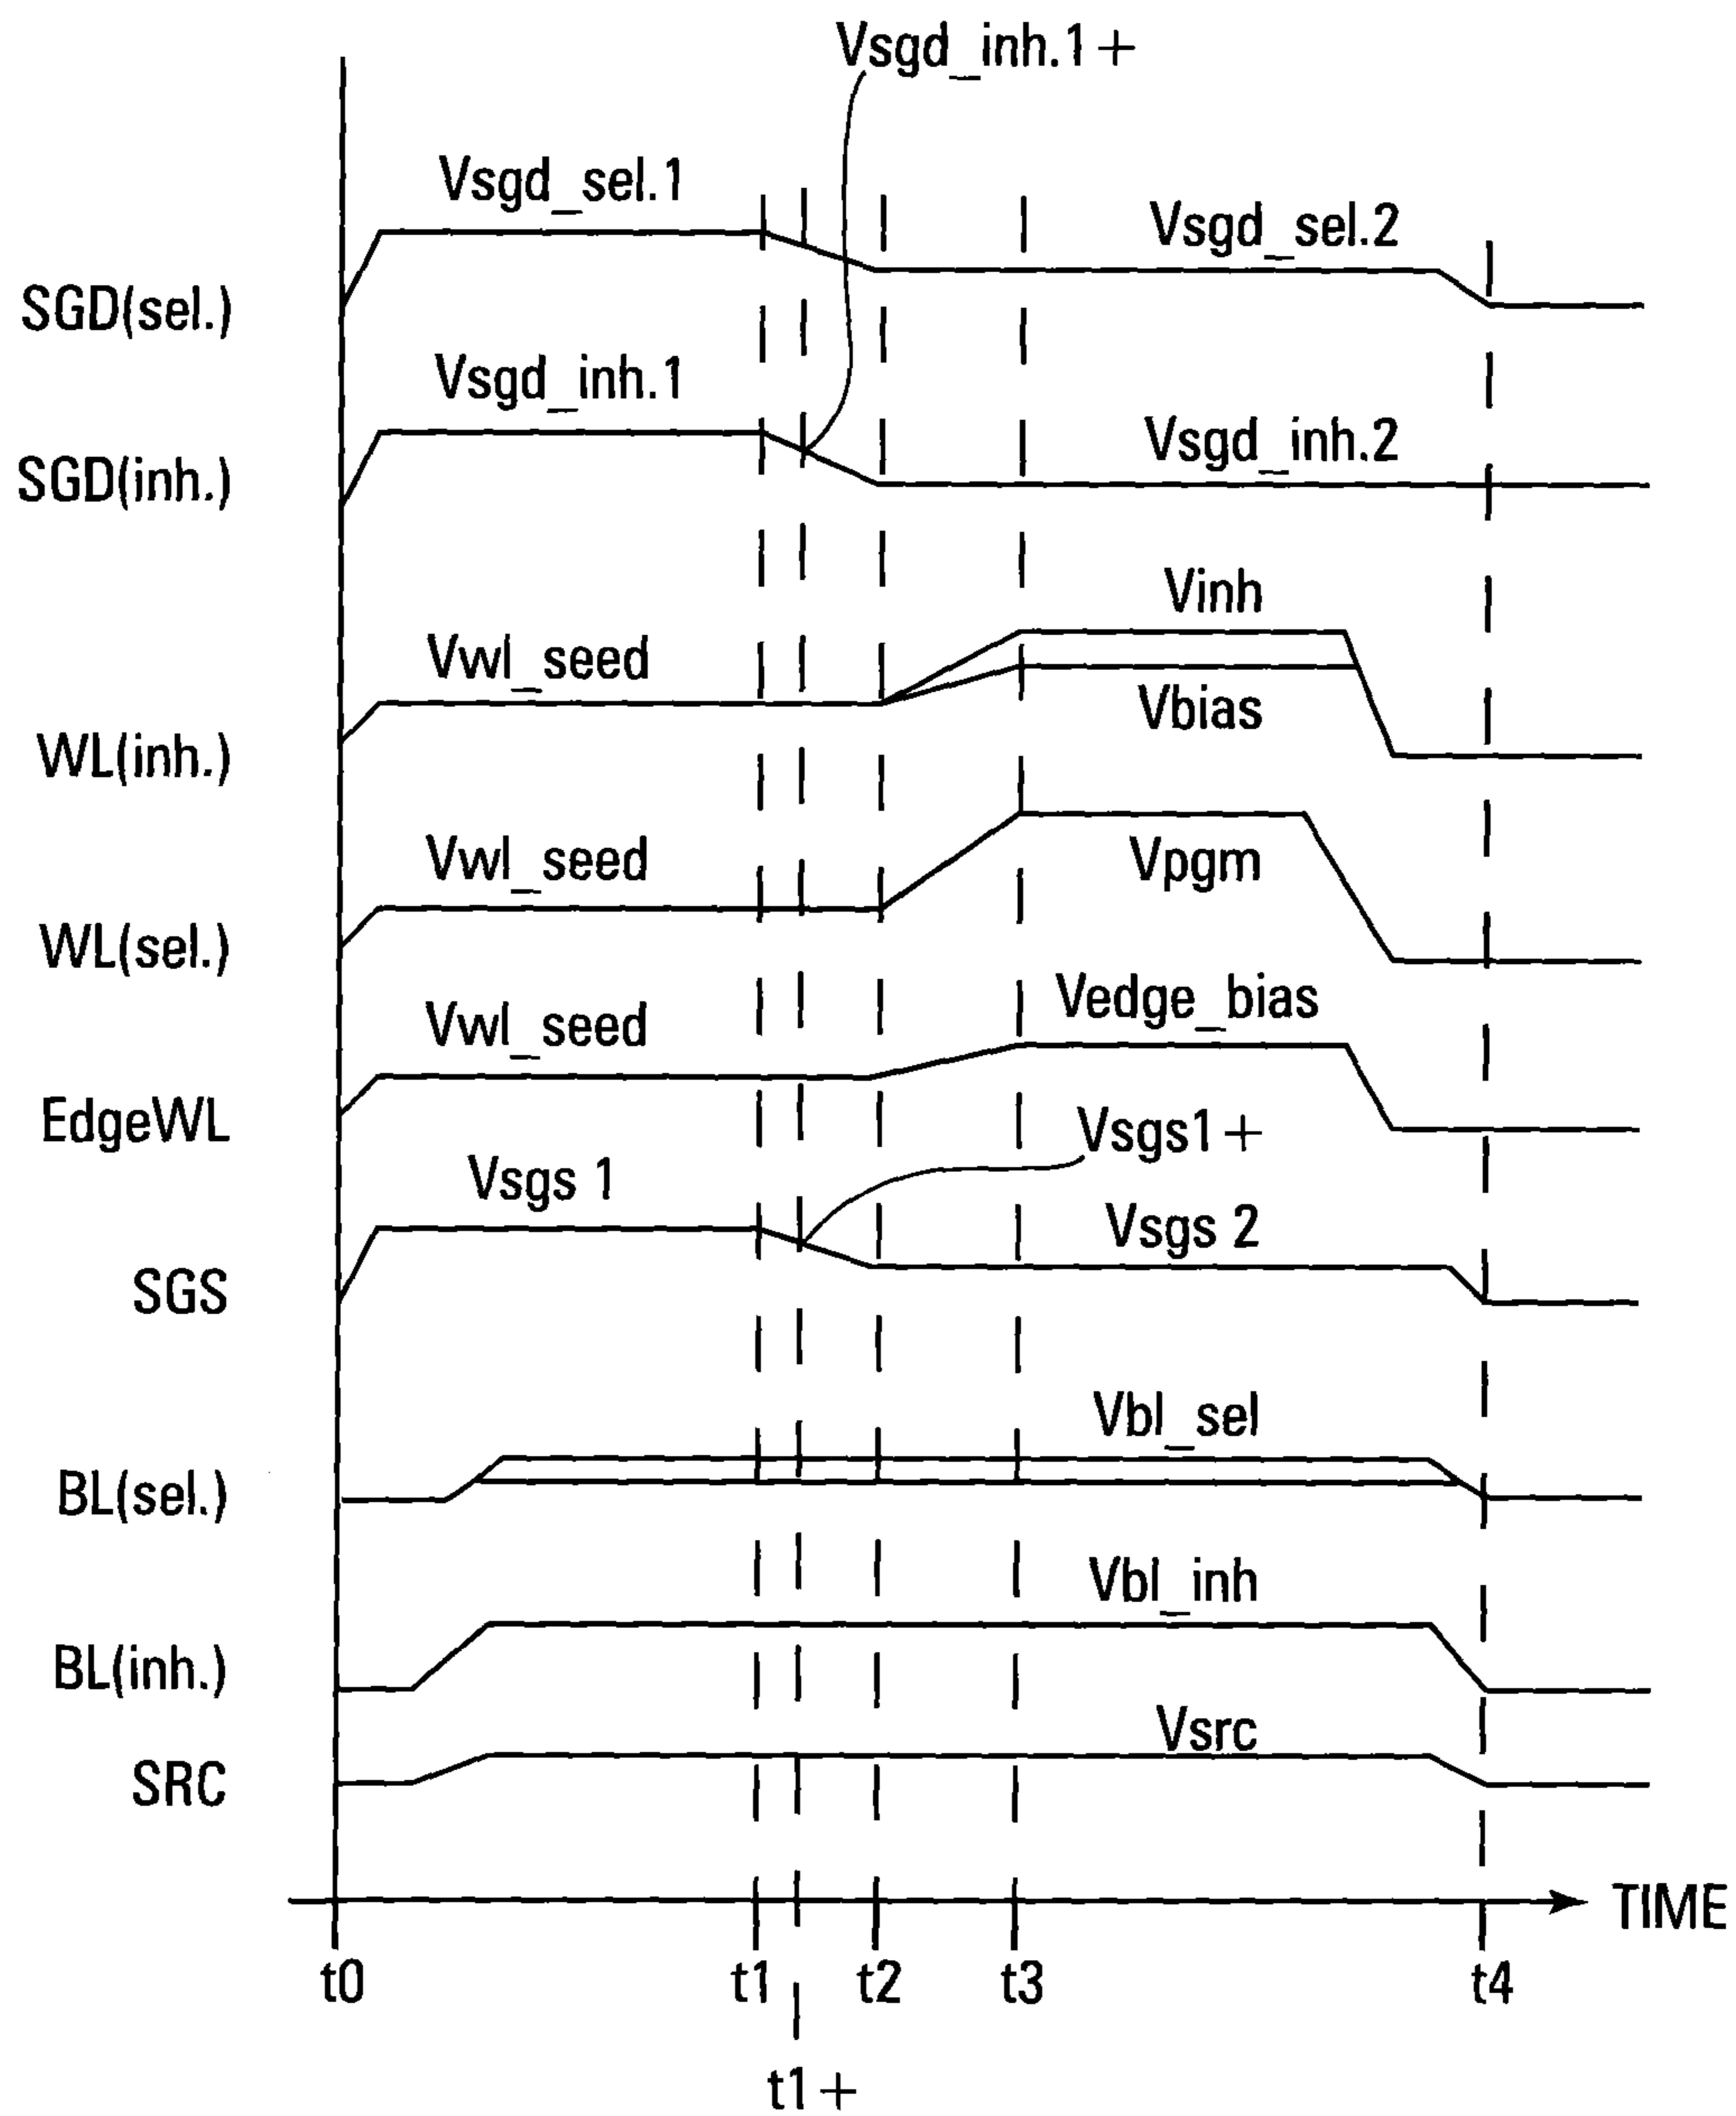 Vsgd_inh.1+
Vsgd_sel.1
Vsgd_sel.2
SGD(sel.)
Vsgd_inh.1
Vsgd_inh.2
SGD(inh.)
Vinh
Vwl_seed
Vbias
WL(inh.)
Vwl_seed
Vpgm
WL(sel.)
Vedge_bias
Vwl_seed
EdgeWL
Vsgs1+
Vsgs 1
Vsgs 2
SGS
Vbl_sel
BL(sel.)
Vbl_inh
BL(inh.)
Vsrc
SRC
TIME
t0 t1 t2 t3 t4
t1+